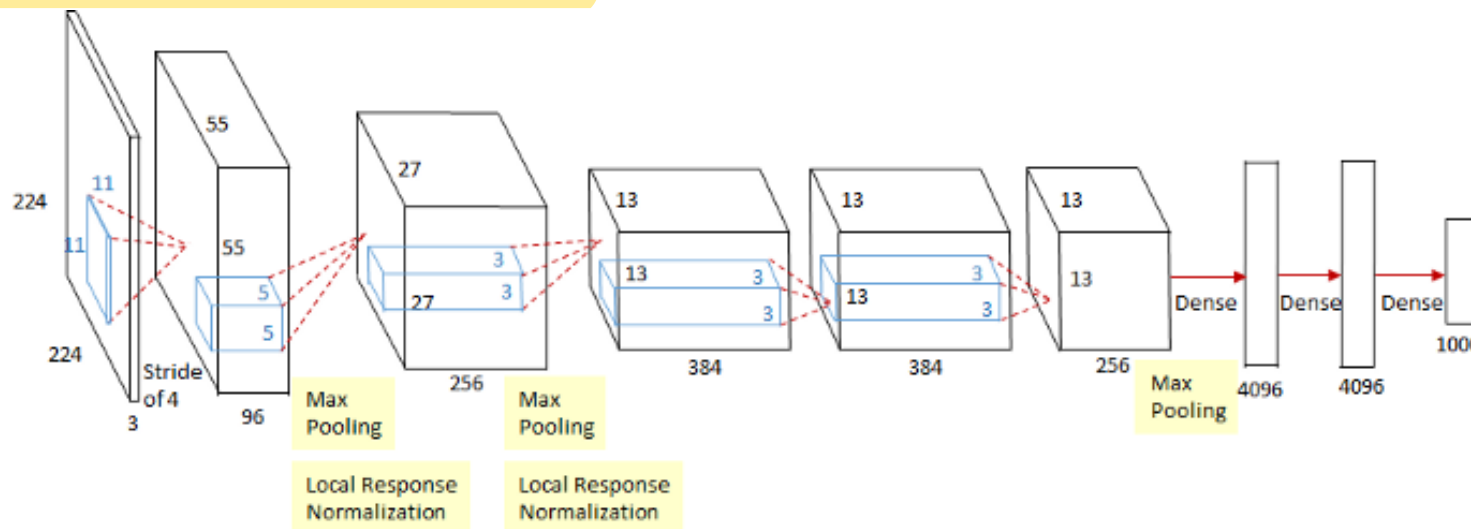 224
11
11
224
3
Stride
of 4
55
55
5
5
96
Max
Pooling
Local Response
Normalization
27
27
3
3
256
Max
Pooling
Local Response
Normalization
13
13
3
3
384
13
13
3
3
384
13
13
256
Dense
Max
Pooling
4096
Dense
4096
Dense